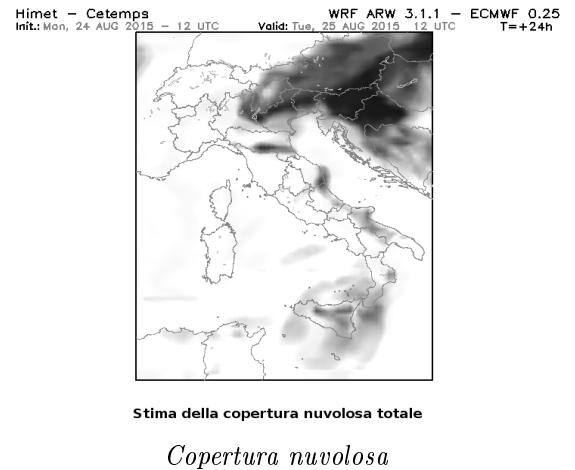 Himet – Cetemps WRF ARW 3.1.1 – ECMWF 0.25
Init.: Mon, 24 AUG 2015 – 12 UTC Valid: Tue, 25 AUG 2015 12 UTC T=+24h
Stima della copertura nuvolosa totale
Copertura nuvolosa